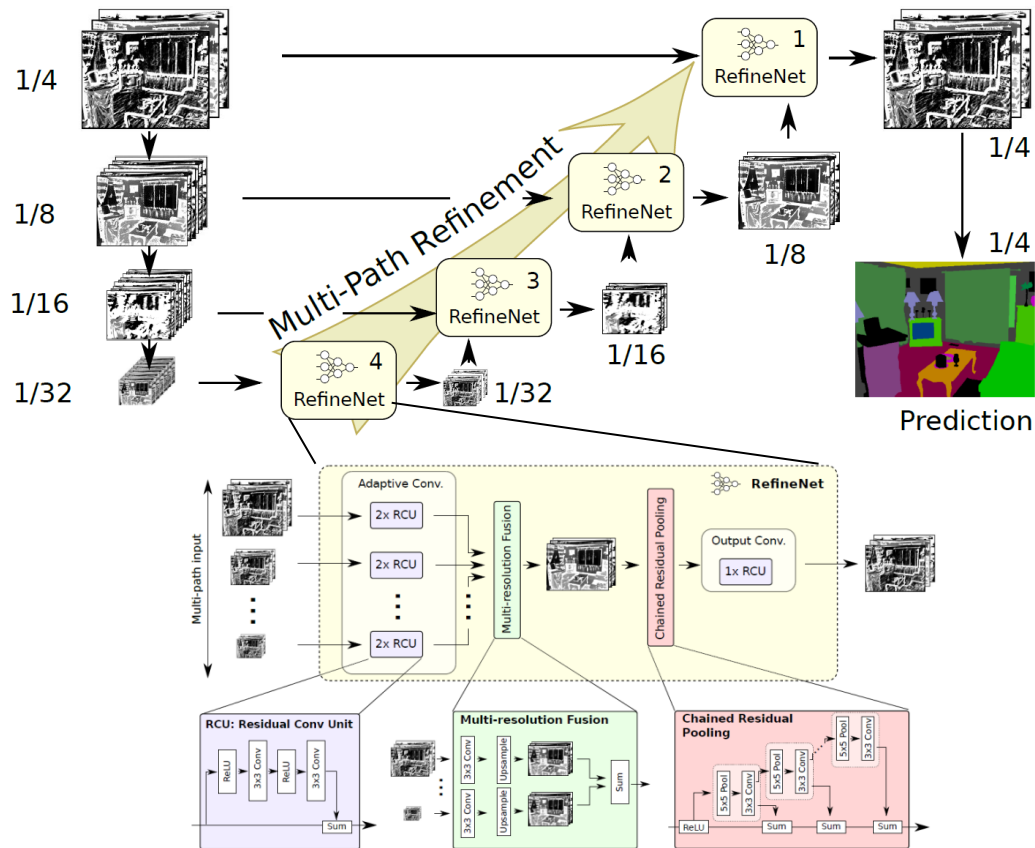 1/4
1
RefineNet
1/4
1/8
Multi-Path Refinement
2
RefineNet
1/8
1/4
1/16
3
RefineNet
1/16
1/32
4
RefineNet
1/32
Prediction
Multi-path input
Adaptive Conv.
2x RCU
2x RCU
2x RCU
Multi-resolution Fusion
Chained Residual Pooling
RefineNet
Output Conv.
1x RCU
RCU: Residual Conv Unit
ReLU
3x3 Conv
ReLU
3x3 Conv
Sum
Multi-resolution Fusion
3x3 Conv
Upsample
3x3 Conv
Upsample
Sum
Chained Residual
Pooling
ReLU
5x5 Pool
3x3 Conv
5x5 Pool
3x3 Conv
5x5 Pool
3x3 Conv
Sum
Sum
Sum